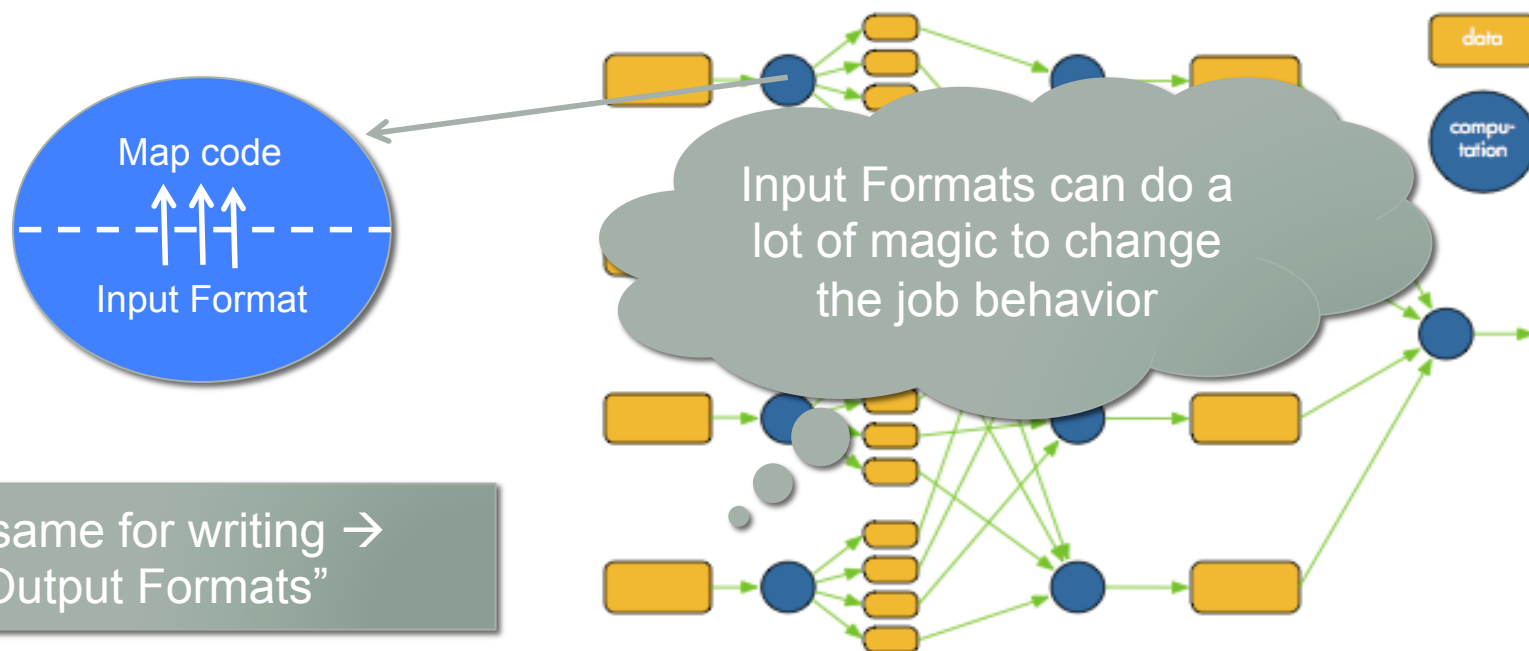 Map code
Input Format
Input Formats can do a
lot of magic to change
the job behavior
data
compu-
tation
same for writing →
Output Formats”